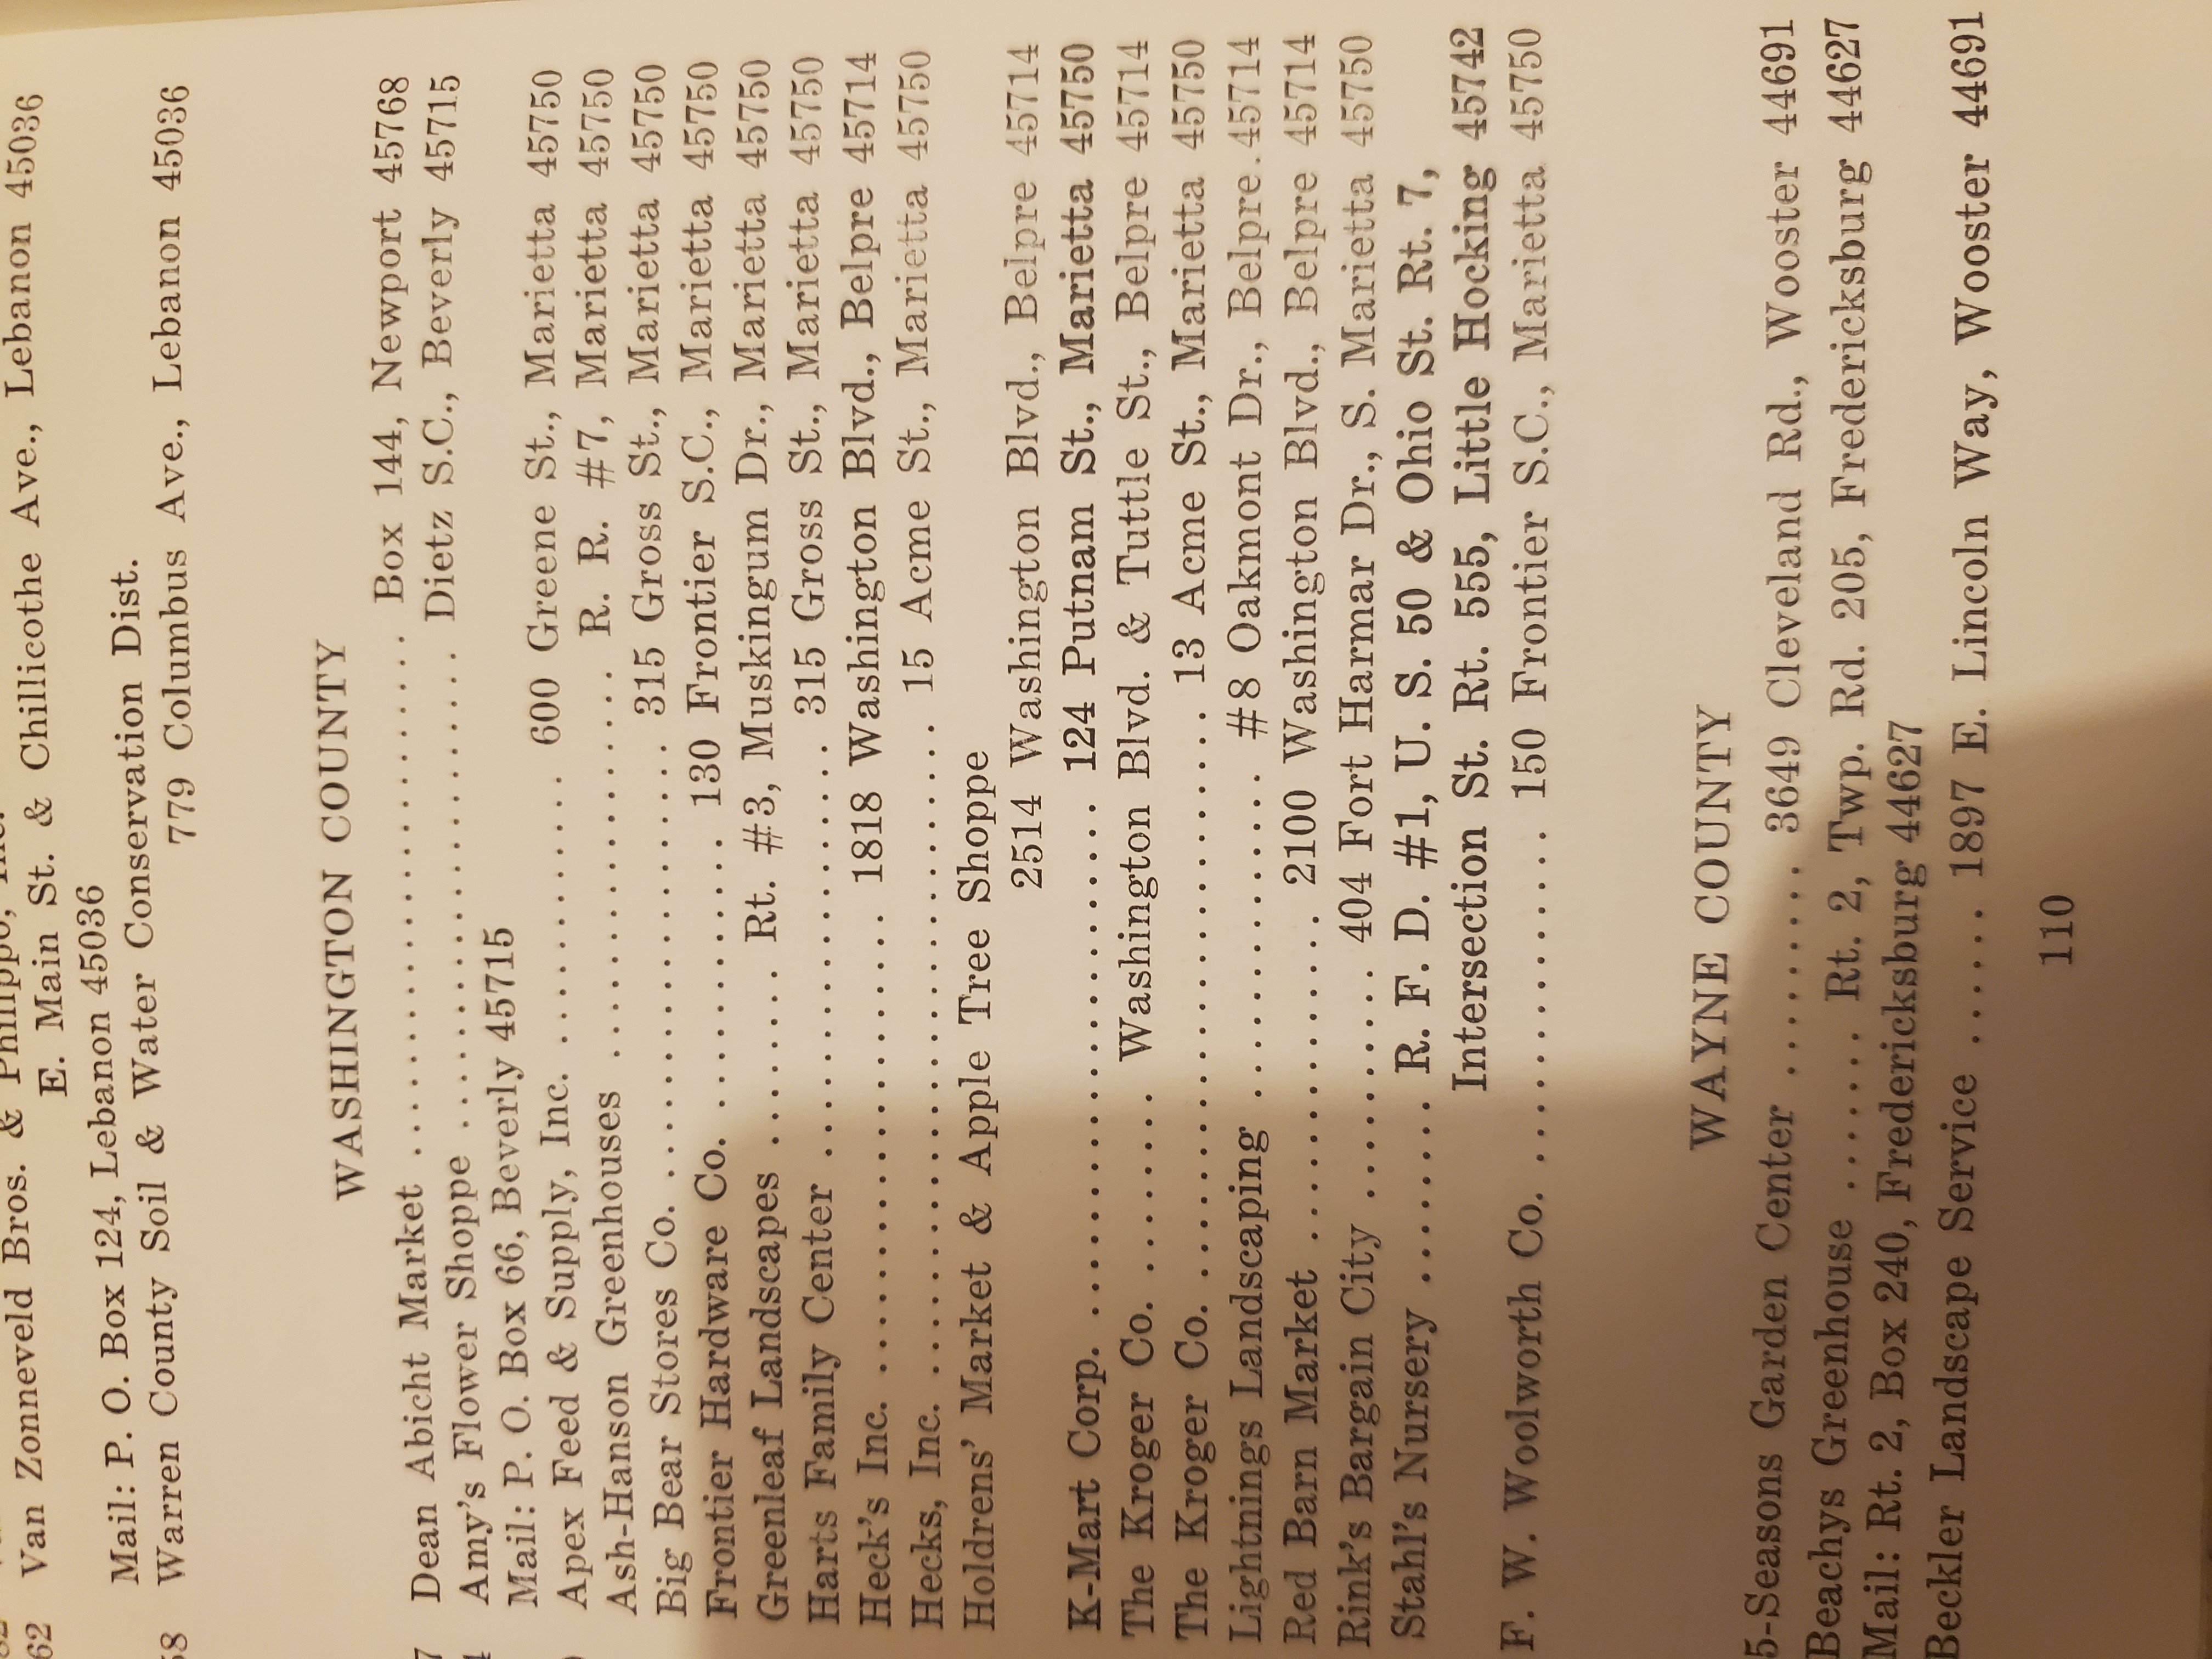 Van Zonneveld Bros. & Philippo, Inc.
E. Main St. & Chillicothe Ave., Lebanon 45036
Mail: P. O. Box 124, Lebanon 45036
Warren County Soil & Water Conservation Dist.
779 Columbus Ave., Lebanon 45036
WASHINGTON COUNTY
Dean Abicht Market .......................... Box 144, Newport 45768
Amy's Flower Shoppe .......................... Dietz S.C., Beverly 45715
Mail: P. O. Box 66, Beverly 45715
Apex Feed & Supply, Inc. ............... 600 Greene St., Marietta 45750
Ash-Hanson Greenhouses .................... R. R. #7, Marietta 45750
Big Bear Stores Co. ....................... 315 Gross St., Marietta 45750
Frontier Hardware Co. ................ 130 Frontier S.C., Marietta 45750
Greenleaf Landscapes .......... Rt. #3, Muskingum Dr., Marietta 45750
Harts Family Center ...................... 315 Gross St., Marietta 45750
Heck's Inc. ......................... 1818 Washington Blvd., Belpre 45714
Hecks, Inc. ................................. 15 Acme St., Marietta 45750
Holdrens' Market & Apple Tree Shoppe
2514 Washington Blvd., Belpre 45714
K-Mart Corp. .......................... 124 Putnam St., Marietta 45750
The Kroger Co. ......... Washington Blvd. & Tuttle St., Belpre 45714
The Kroger Co. ............................ 13 Acme St., Marietta 45750
Lightnings Landscaping ................. #8 Oakmont Dr., Belpre.45714
Red Barn Market ................. 2100 Washington Blvd., Belpre 45714
Rink's Bargain City ............ 404 Fort Harmar Dr., S. Marietta 45750
Stahl's Nursery ......... R. F. D. #1, U. S. 50 & Ohio St. Rt. 7,
Intersection St. Rt. 555, Little Hocking 45742
F. W. Woolworth Co. ................. 150 Frontier S.C., Marietta 45750
WAYNE COUNTY
5-Seasons Garden Center .......... 3649 Cleveland Rd., Wooster 44691
Beachys Greenhouse ........ Rt. 2, Twp. Rd. 205, Fredericksburg 44627
Mail: Rt. 2, Box 240, Fredericksburg 44627
Beckler Landscape Service ...... 1897 E. Lincoln Way, Wooster 44691
110